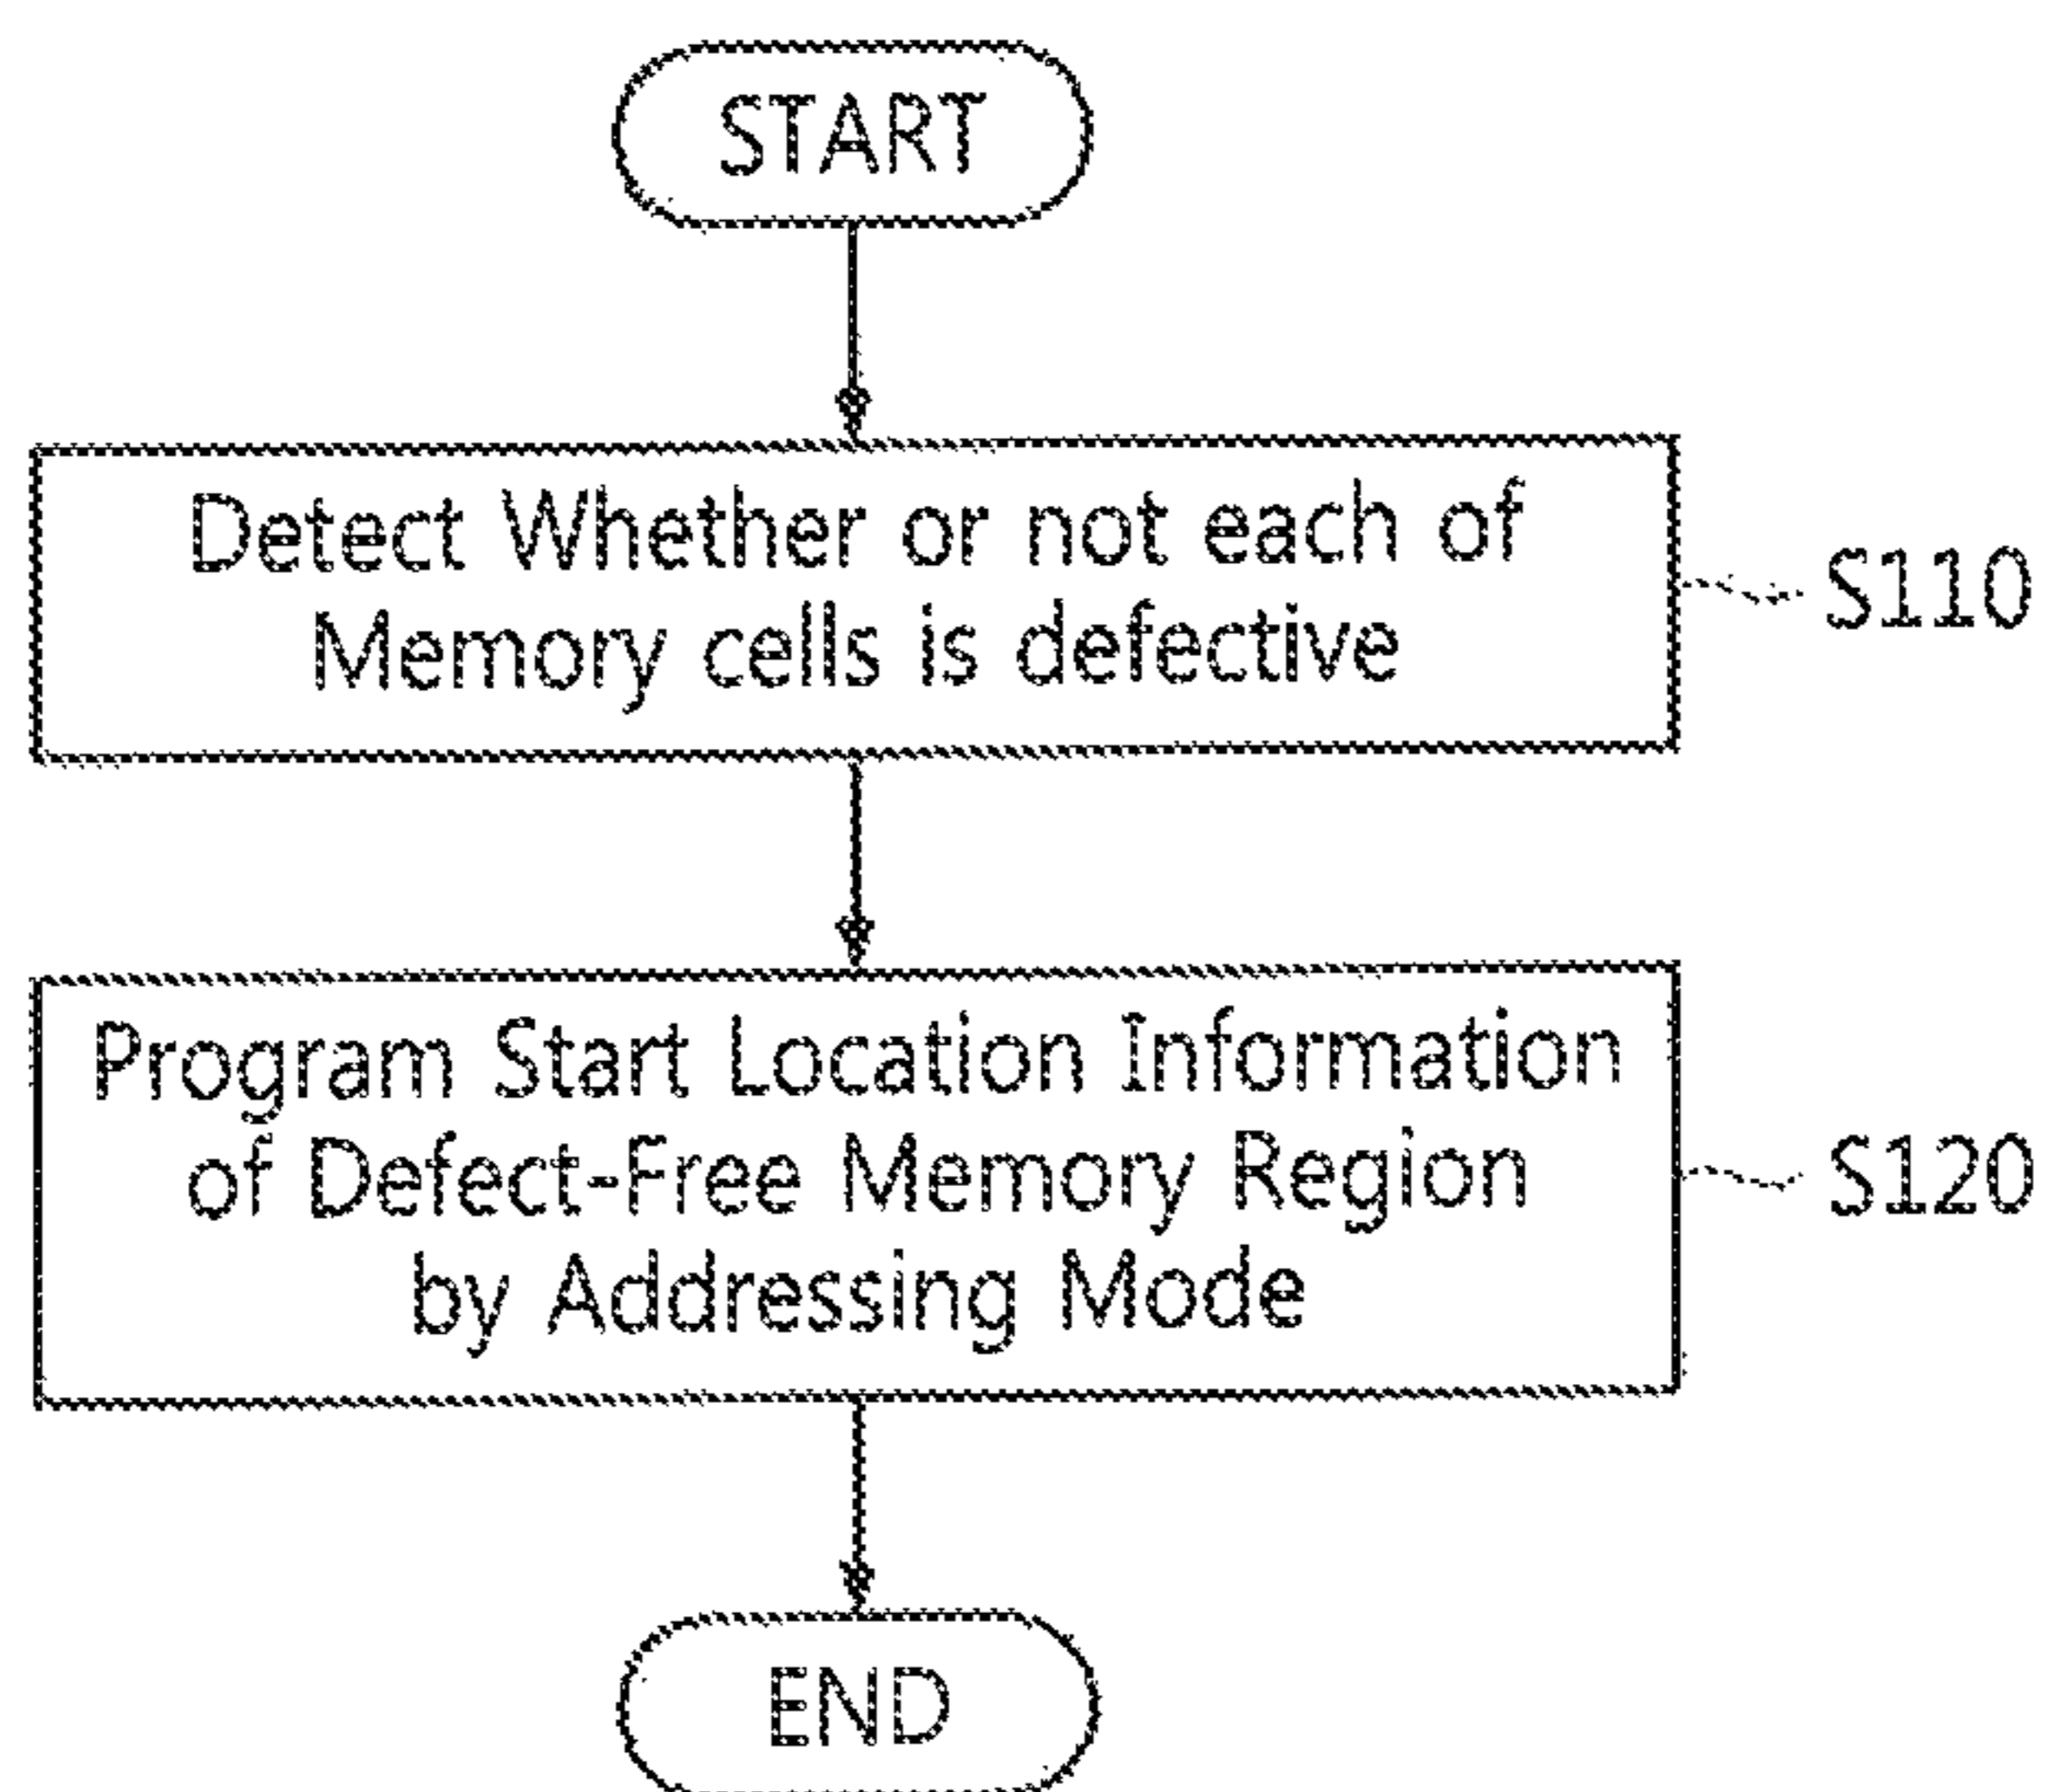 START
Detect Whether or not each of
Memory cells is defective
S110
Program Start Location Information
of Defect-Free Memory Region
by Addressing Mode
S120
END